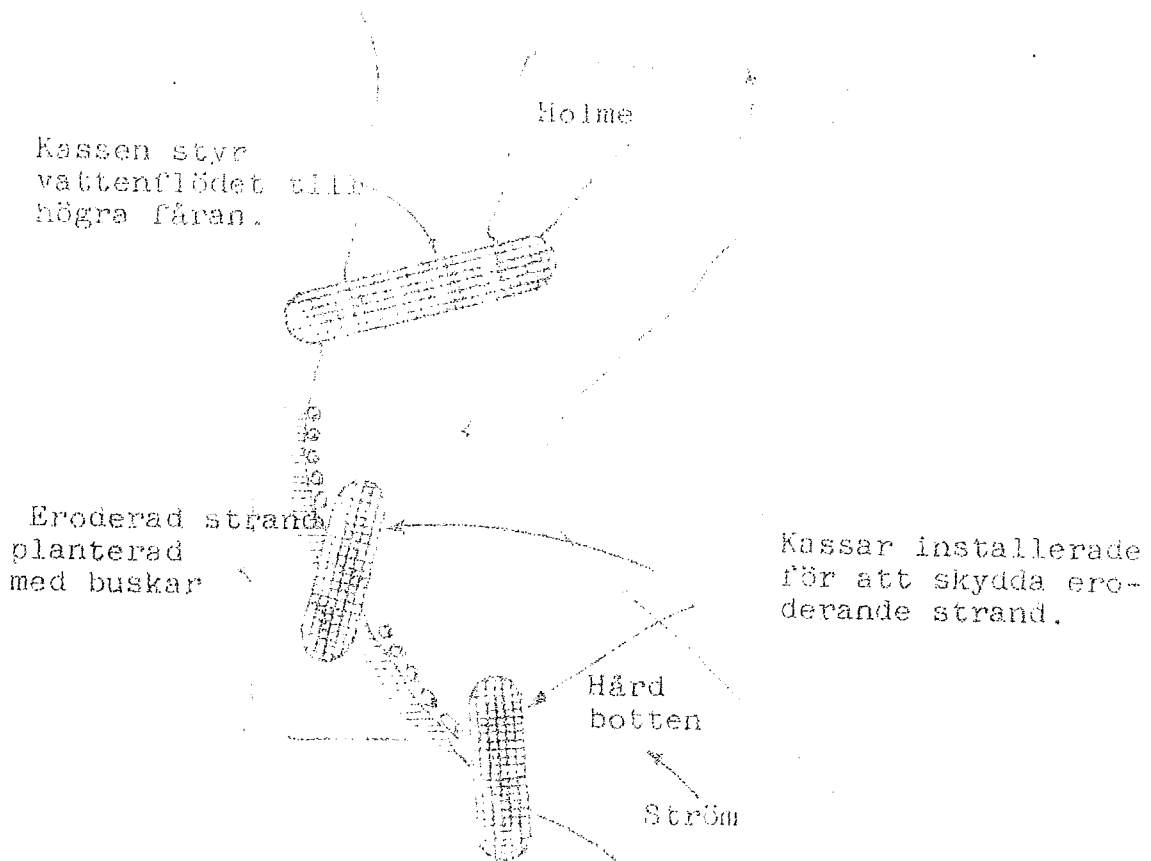 Holme
Kassen styr
vattenflödet till
högra fåran.
Eroderad strand
planterad
med buskar
Kassar installerade
för att skydda ero-
derande strand.
Hård
botten
Ström